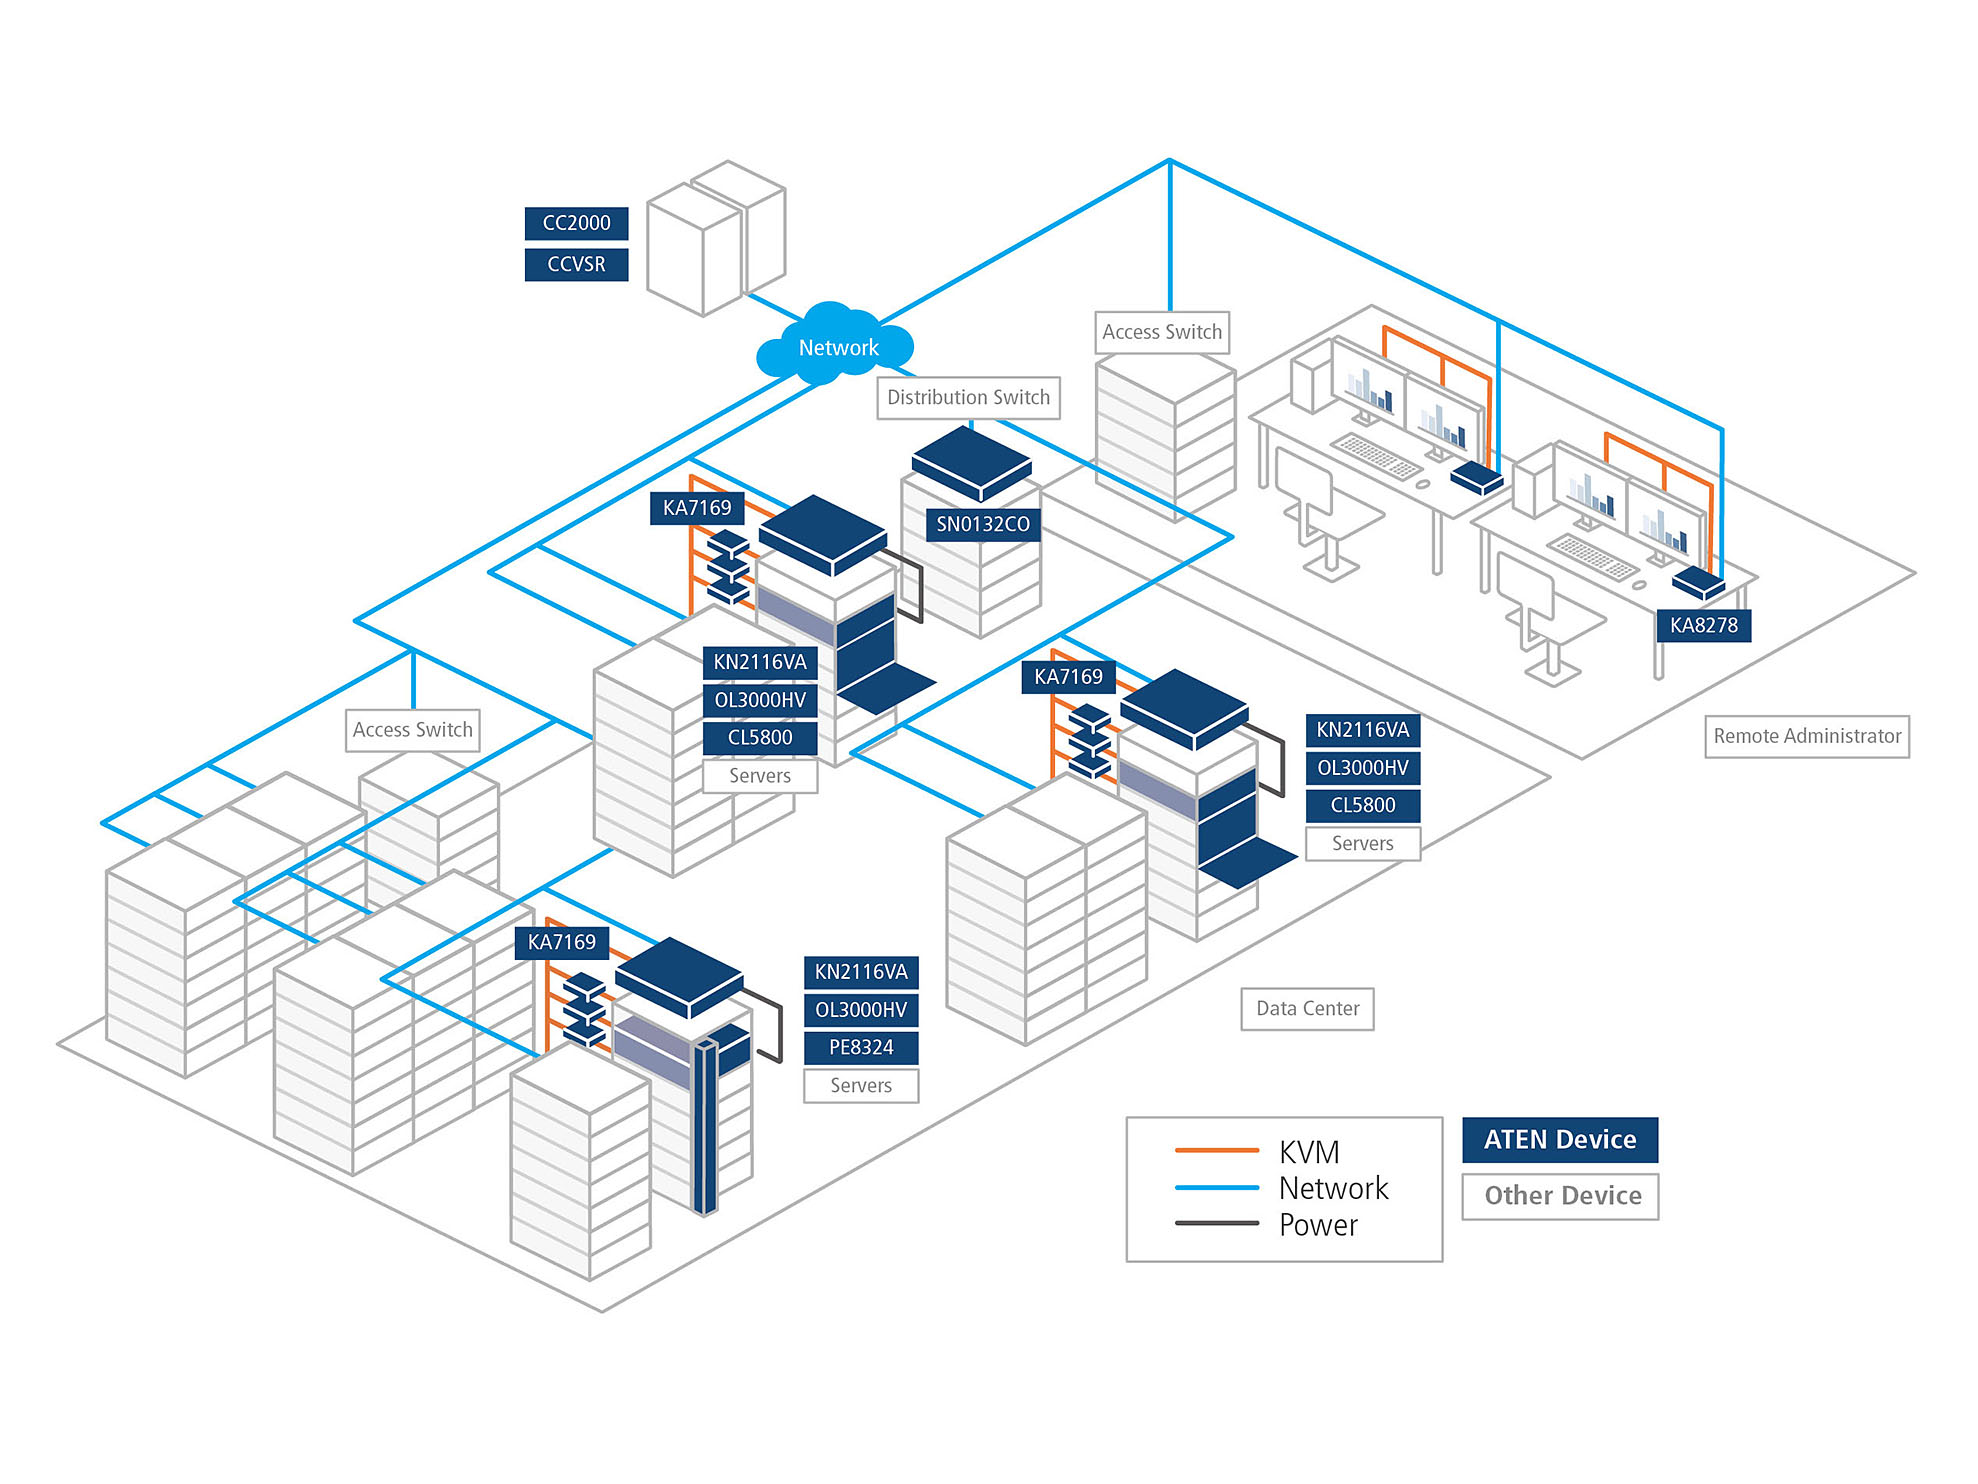 CC2000
CCVSR
Network
Access Switch
Distribution Switch
SN0132CO
KA7169
KN2116VA
OL3000HV
CL5800
Servers
KA8278
Remote Administrator
KA7169
KN2116VA
OL3000HV
CL5800
Servers
Access Switch
KA7169
KN2116VA
OL3000HV
PE8324
Servers
Data Center
KVM
Network
Power
ATEN Device
Other Device